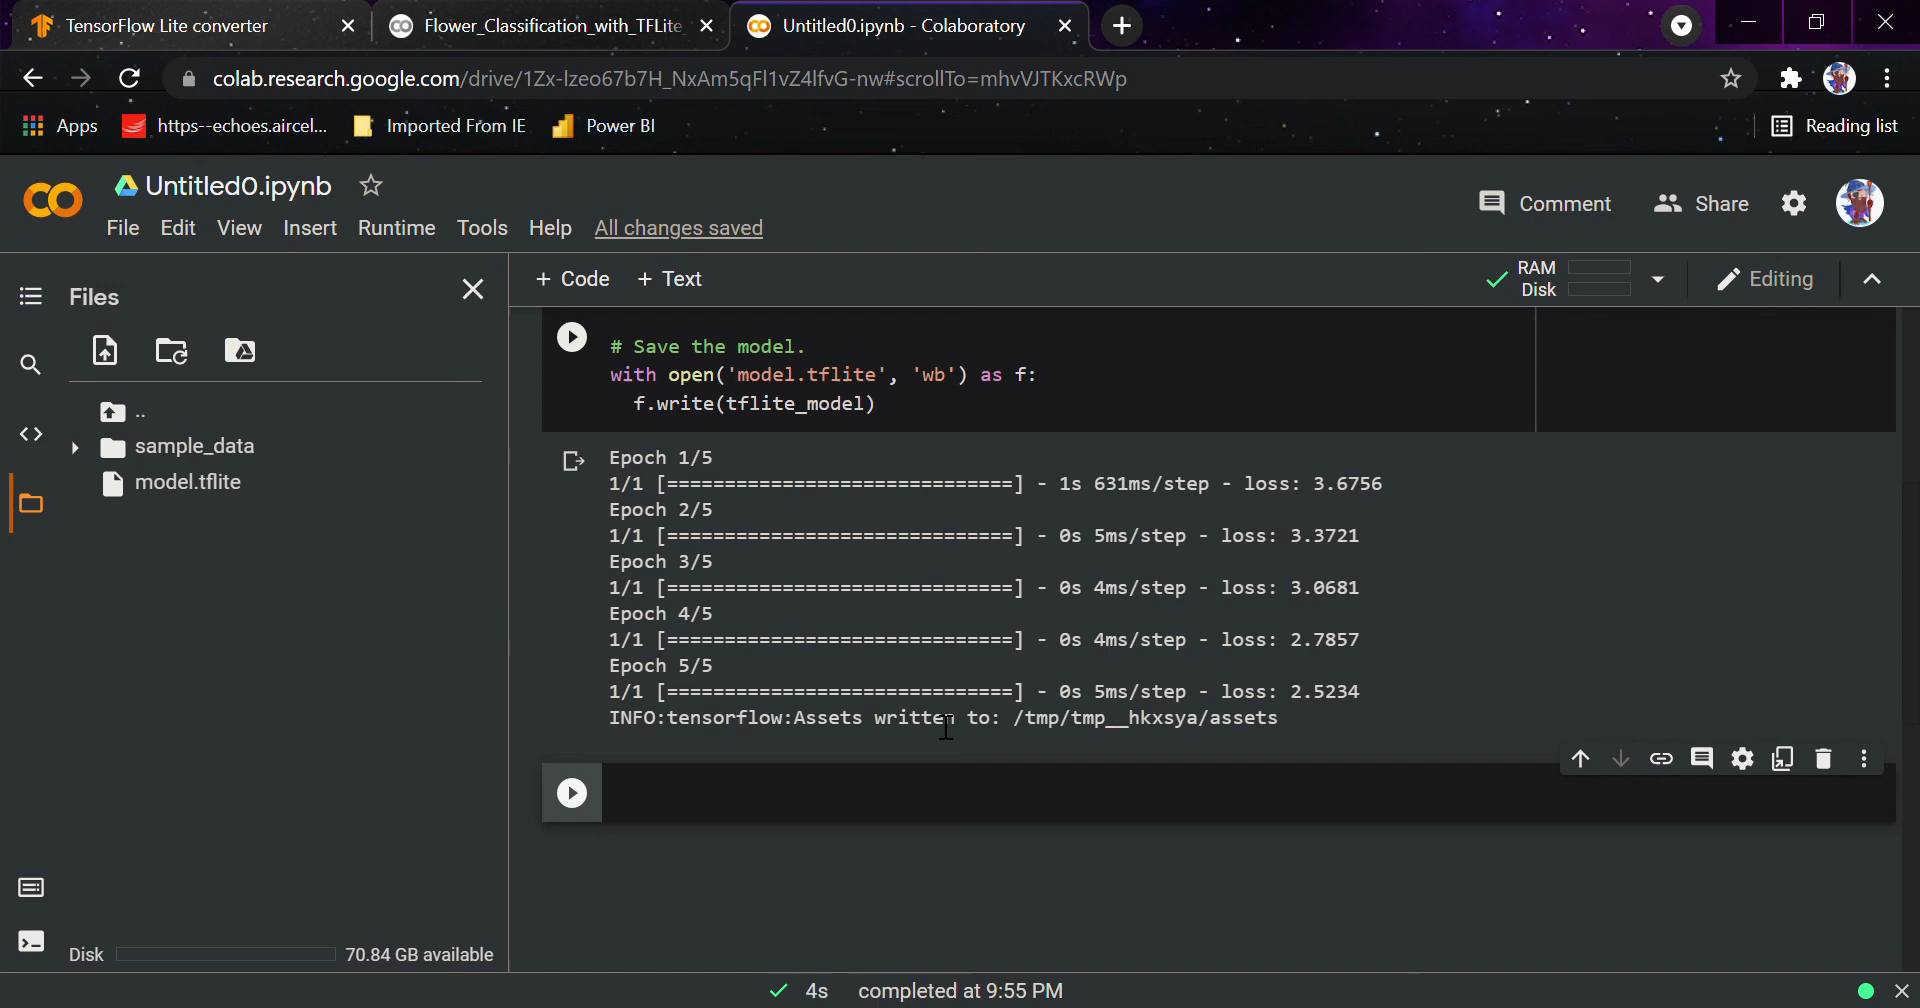 TensorFlow Lite converter
Flower_Classification_with_TFLite
Untitled0.ipynb - Colaboratory
colab.research.google.com/drive/1Zx-lzeo67b7H_NxAm5qFl1vZ4lfvG-nw#scrollTo=mhvVJTKxcRWp
Apps
https--echoes.aircel...
Imported From IE
Power BI
Reading list
Untitled0.ipynb
File Edit View Insert Runtime Tools Help All changes saved
Comment
Share
Files
+ Code + Text
RAM
Disk
Editing
..
sample_data
model.tflite
# Save the model.
with open('model.tflite', 'wb') as f:
f.write(tflite_model)
Epoch 1/5
1/1 [==============================] - 1s 631ms/step - loss: 3.6756
Epoch 2/5
1/1 [==============================] - 0s 5ms/step - loss: 3.3721
Epoch 3/5
1/1 [==============================] - 0s 4ms/step - loss: 3.0681
Epoch 4/5
1/1 [==============================] - 0s 4ms/step - loss: 2.7857
Epoch 5/5
1/1 [==============================] - 0s 5ms/step - loss: 2.5234
INFO:tensorflow:Assets written to: /tmp/tmp__hkxsya/assets
Disk
70.84 GB available
4s completed at 9:55 PM